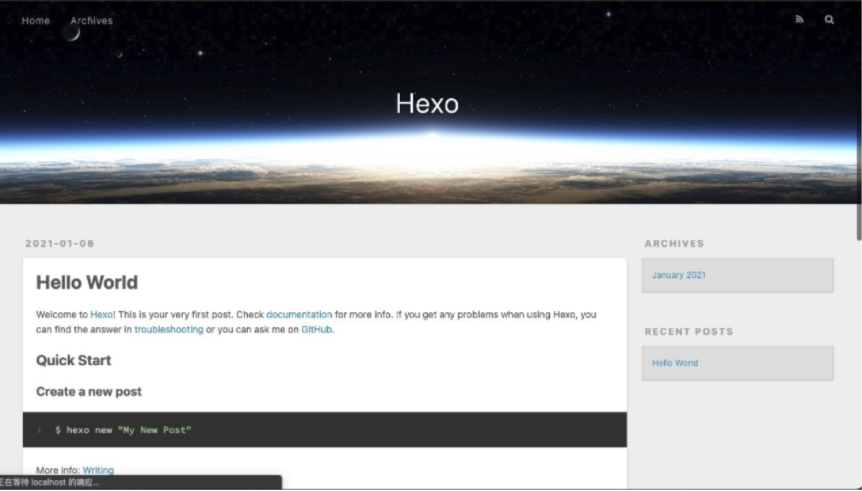 Home Archives
Hexo
2021-01-08
Hello World
Welcome to Hexo! This is your very first post. Check documentation for more info. If you get any problems when using Hexo, you
can find the answer in troubleshooting or you can ask me on GitHub.
Quick Start
Create a new post
1 $ hexo new "My New Post"
More info: Writing
ARCHIVES
January 2021
RECENT POSTS
Hello World
正在等待 localhost 的响应...